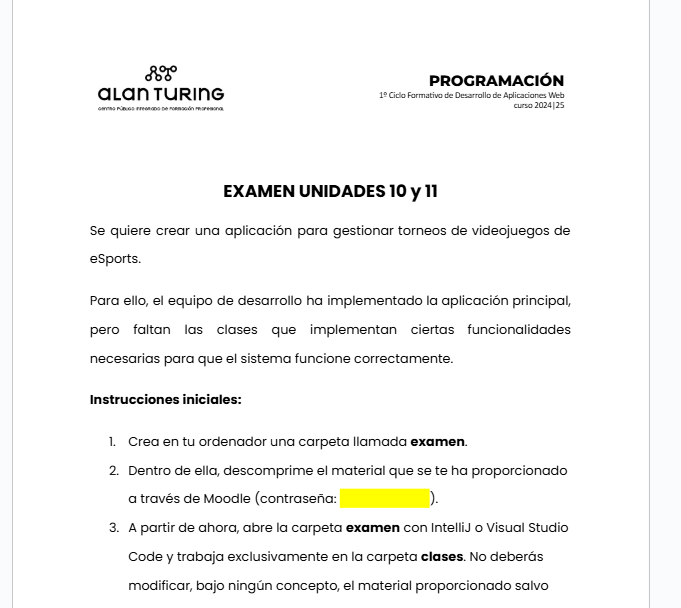 ALAN TURING
CENTRO PÚBLICO INTEGRADO DE FORMACIÓN PROFESIONAL
PROGRAMACIÓN
1º Ciclo Formativo de Desarrollo de Aplicaciones Web
curso 2024|25
EXAMEN UNIDADES 10 y 11
Se quiere crear una aplicación para gestionar torneos de videojuegos de
eSports.
Para ello, el equipo de desarrollo ha implementado la aplicación principal,
pero faltan las clases que implementan ciertas funcionalidades
necesarias para que el sistema funcione correctamente.
Instrucciones iniciales:
1. Crea en tu ordenador una carpeta llamada examen.
2. Dentro de ella, descomprime el material que se te ha proporcionado
a través de Moodle (contraseña: ).
3. A partir de ahora, abre la carpeta examen con IntelliJ o Visual Studio
Code y trabaja exclusivamente en la carpeta clases. No deberás
modificar, bajo ningún concepto, el material proporcionado salvo